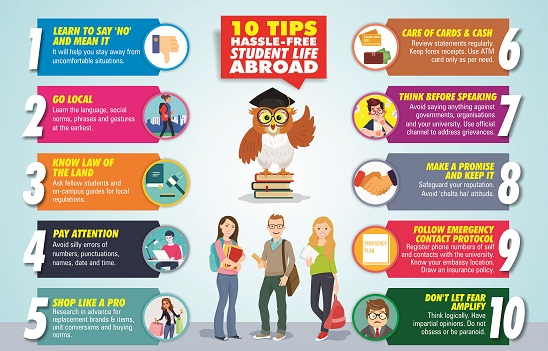 10 TIPS
HASSLE-FREE
STUDENT LIFE
ABROAD
1
LEARN TO SAY 'NO'
AND MEAN IT
It will help you stay away from
uncomfortable situations.
2
GO LOCAL
Learn the language, social
norms, phrases and gestures
at the earliest.
3
KNOW LAW OF
THE LAND
Ask fellow students and
on-campus guides for local
regulations.
4
PAY ATTENTION
Avoid silly errors of
numbers, punctuations,
names, date and time.
5
SHOP LIKE A PRO
Research in advance for
replacement brands & items,
unit conversions and buying
norms.
6
CARE OF CARDS & CASH
Review statements regularly.
Keep forex receipts. Use ATM
card only as per need.
7
THINK BEFORE SPEAKING
Avoid saying anything against
governments, organisations
and your university. Use official
channel to address grievances.
8
MAKE A PROMISE
AND KEEP IT
Safeguard your reputation.
Avoid 'chalta hai' attitude.
9
FOLLOW EMERGENCY
CONTACT PROTOCOL
Register phone numbers of self
and contacts with the university.
Know your embassy location.
Draw an insurance policy.
EMERGENCY
PLAN
10
DON'T LET FEAR
AMPLIFY
Think logically. Have
impartial opinions. Do not
obsess or be paranoid.